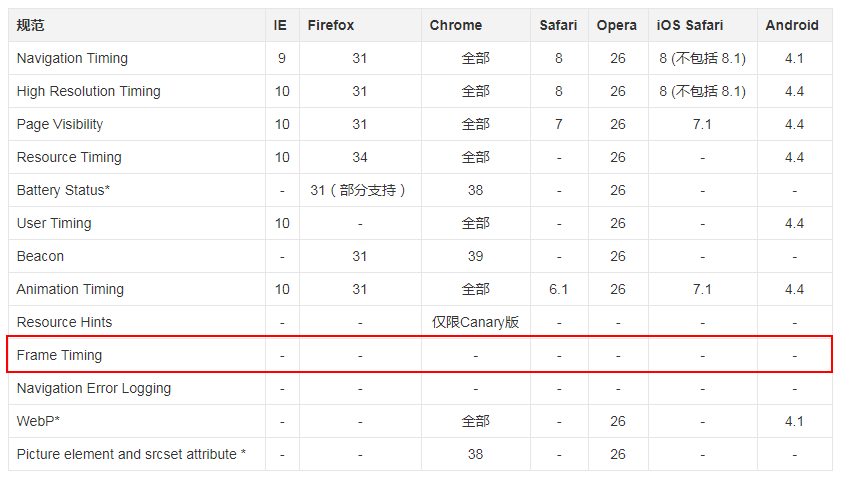 规范 IE Firefox Chrome Safari Opera iOS Safari Android
Navigation Timing 9 31 全部 8 26 8 (不包括 8.1) 4.1
High Resolution Timing 10 31 全部 8 26 8 (不包括 8.1) 4.4
Page Visibility 10 31 全部 7 26 7.1 4.4
Resource Timing 10 34 全部 - 26 - 4.4
Battery Status* - 31（部分支持） 38 - 26 - -
User Timing 10 - 全部 - 26 - 4.4
Beacon - 31 39 - 26 - -
Animation Timing 10 31 全部 6.1 26 7.1 4.4
Resource Hints - - 仅限Canary版 - - - -
Frame Timing - - - - - - -
Navigation Error Logging - - - - - - -
WebP* - - 全部 - 26 - 4.1
Picture element and srcset attribute * - - 38 - 26 - -